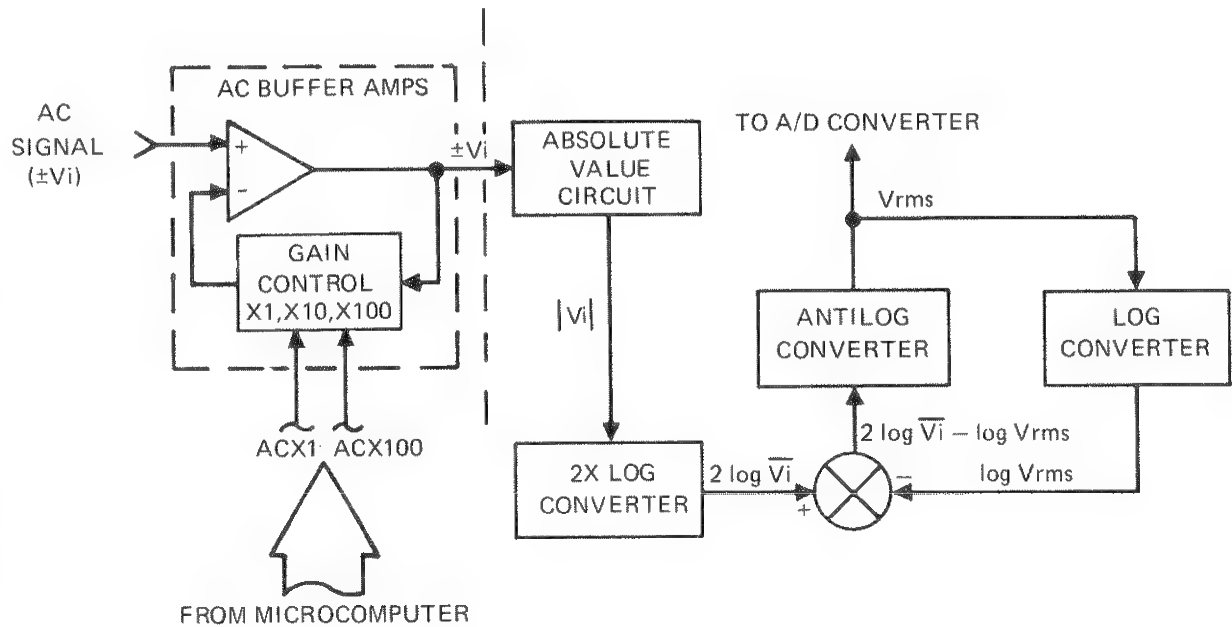 AC BUFFER AMPS
AC
SIGNAL
(±Vi)
+
-
GAIN
CONTROL
X1,X10,X100
±Vi
ABSOLUTE
VALUE
CIRCUIT
|Vi|
ACX1 ACX100
FROM MICROCOMPUTER
2X LOG
CONVERTER
2 log V̅i̅
+
−
2 log V̅i̅ − log Vrms
log Vrms
ANTILOG
CONVERTER
LOG
CONVERTER
Vrms
TO A/D CONVERTER